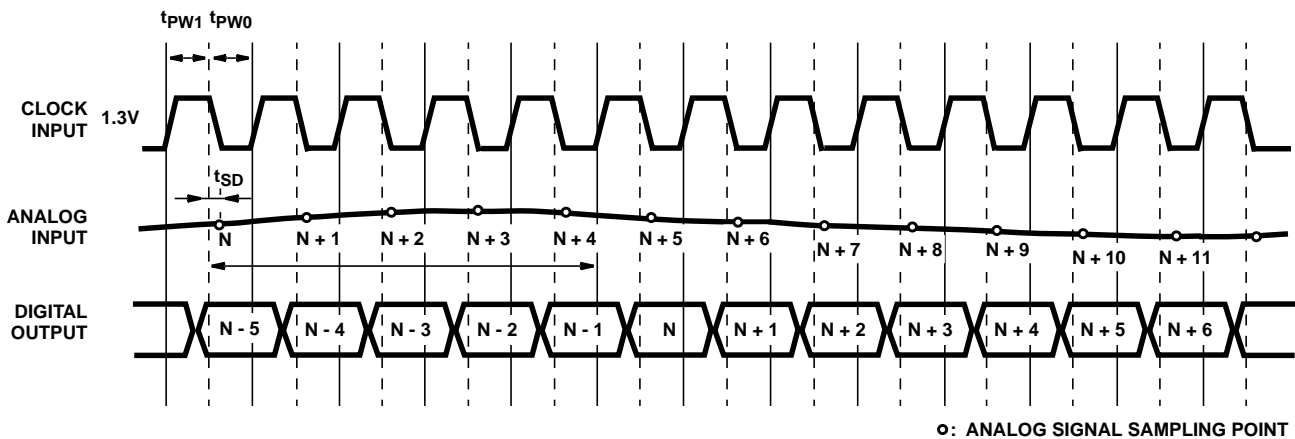 tPW1 tPW0
CLOCK
INPUT
1.3V
tSD
ANALOG
INPUT
N N + 1 N + 2 N + 3 N + 4 N + 5 N + 6 N + 7 N + 8 N + 9 N + 10 N + 11
DIGITAL
OUTPUT
N - 5 N - 4 N - 3 N - 2 N - 1 N N + 1 N + 2 N + 3 N + 4 N + 5 N + 6
: ANALOG SIGNAL SAMPLING POINT